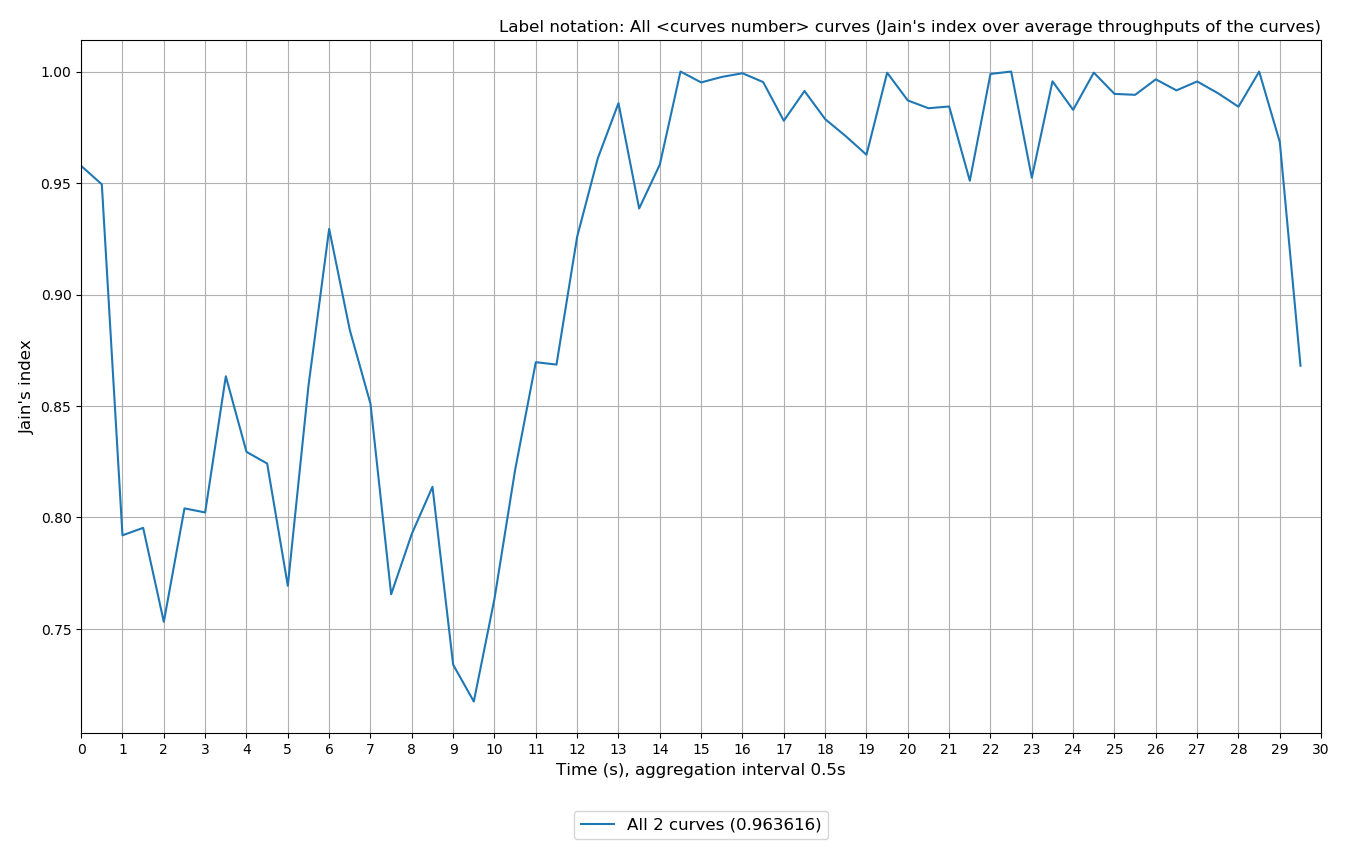 Label notation: All <curves number> curves (Jain's index over average throughputs of the curves)
1.00
0.95
0.90
0.85
0.80
0.75
Jain's index
0 1 2 3 4 5 6 7 8 9 10 11 12 13 14 15 16 17 18 19 20 21 22 23 24 25 26 27 28 29 30
Time (s), aggregation interval 0.5s
All 2 curves (0.963616)